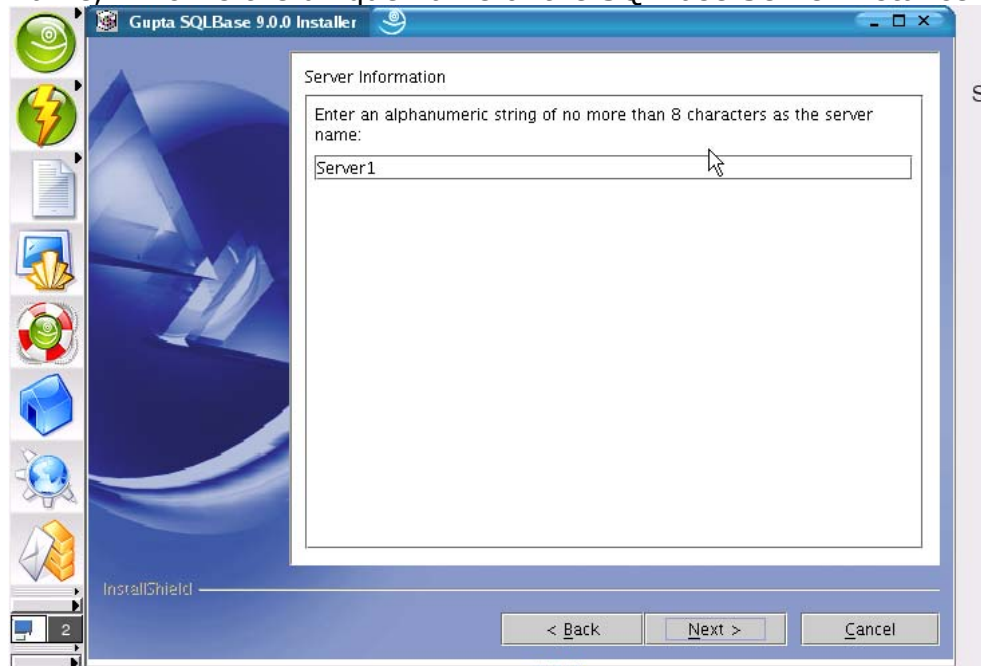 Gupta SQLBase 9.0.0 Installer
Server Information
Enter an alphanumeric string of no more than 8 characters as the server
name:
Server1
InstallShield
< Back
Next >
Cancel
2